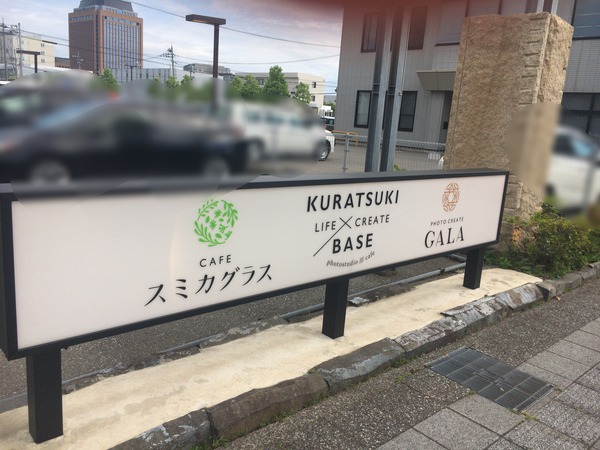 CAFE
スミカグラス
KURATSUKI
LIFE × CREATE
BASE
photostudio & cafe
PHOTO CREATE
GALA